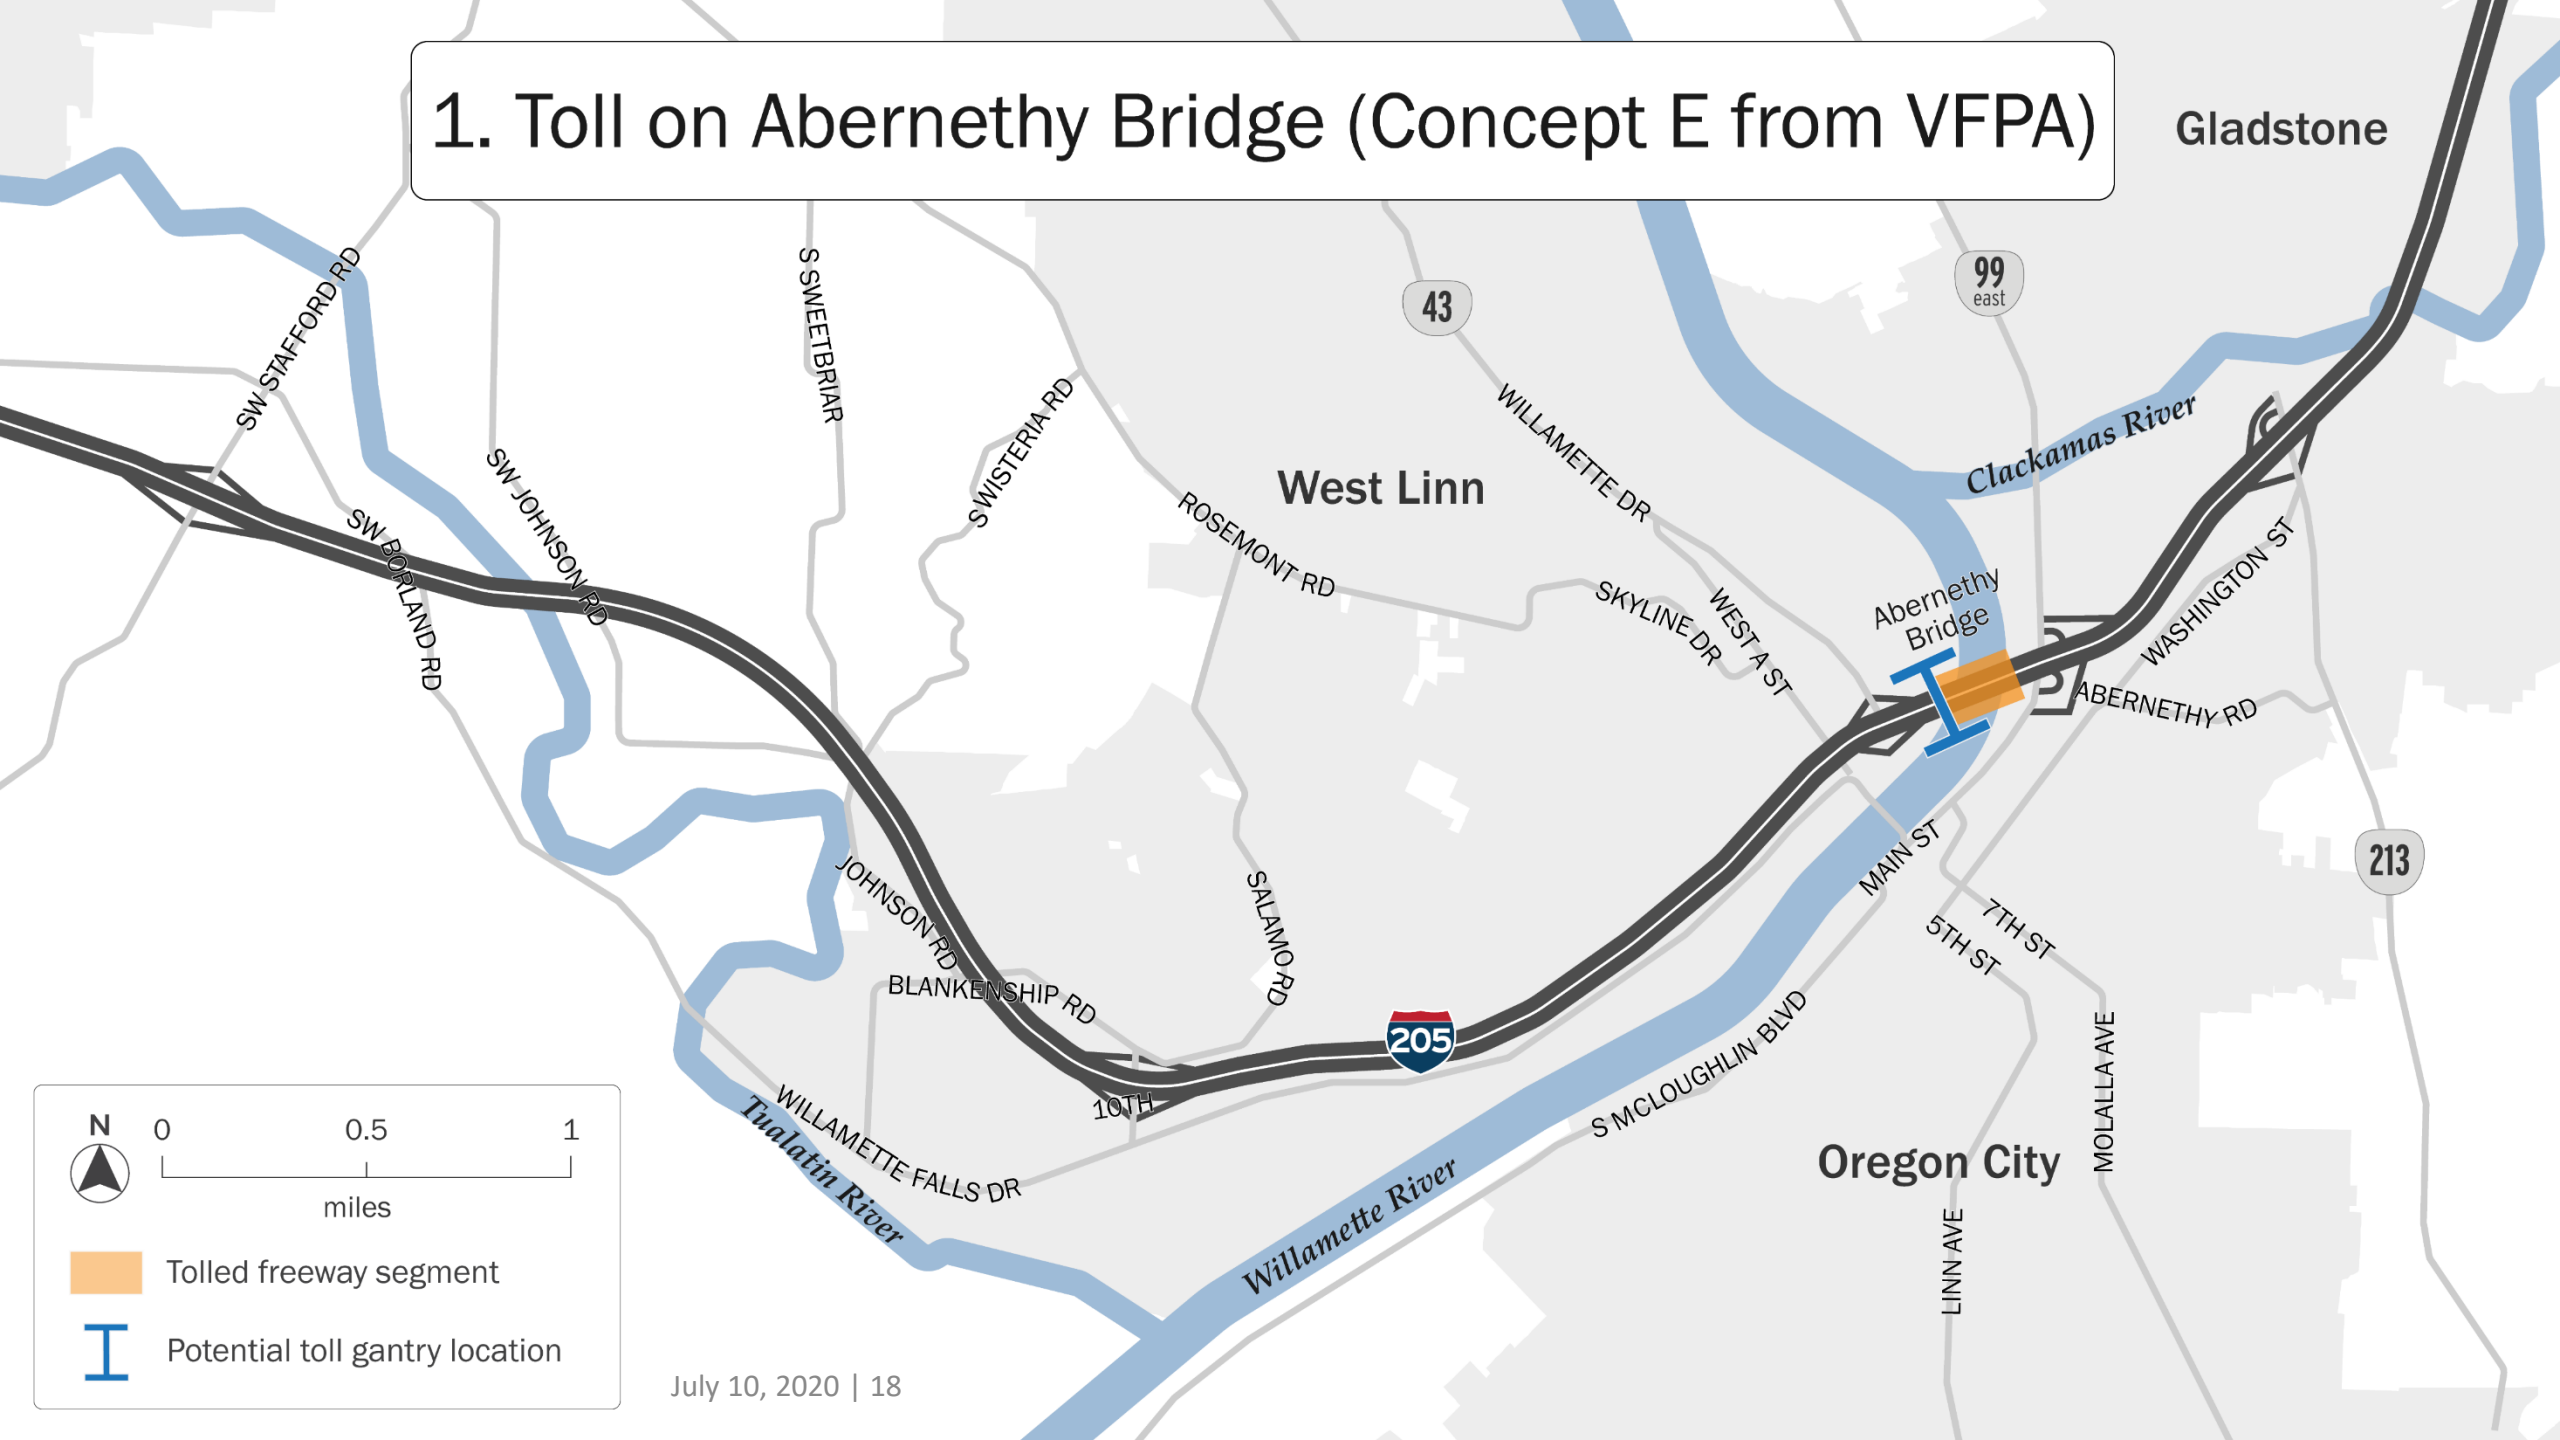 1. Toll on Abernethy Bridge (Concept E from VFPA)
Gladstone
SW STAFFORD RD
S SWEETBRIAR
43
99
east
SW BORLAND RD
SW JOHNSON RD
S WISTERIA RD
ROSEMONT RD
West Linn
WILLAMETTE DR
SKYLINE DR
WEST A ST
Clackamas River
Abernethy
Bridge
WASHINGTON ST
ABERNETHY RD
213
JOHNSON RD
BLANKENSHIP RD
SALAMO RD
MAIN ST
7TH ST
5TH ST
205
10TH
S MCLOUGHLIN BLVD
MOLALLA AVE
WILLAMETTE FALLS DR
Tualatin River
Willamette River
Oregon City
LINN AVE
N
0 0.5 1
miles
Tolled freeway segment
Potential toll gantry location
July 10, 2020 | 18